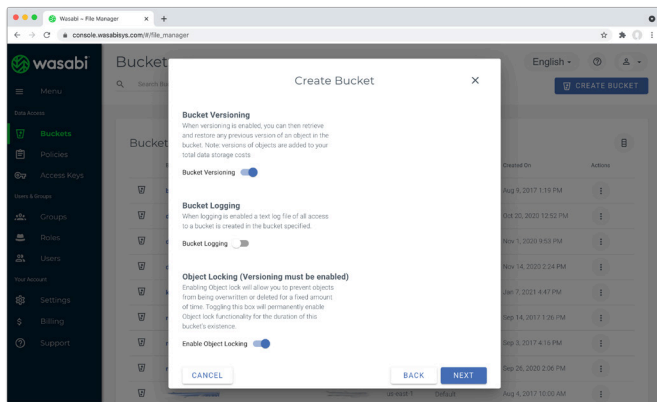 Wasabi – File Manager
console.wasabisys.com/#/file_manager
wasabi
Menu
Data Access
Buckets
Policies
Access Keys
Users & Groups
Groups
Roles
Users
Your Account
Settings
Billing
Support
Bucket
English
Search
CREATE BUCKET
Bucket
Created On
Actions
Aug 9, 2017 1:19 PM
Oct 20, 2020 12:52 PM
Nov 1, 2020 9:53 PM
Nov 14, 2020 2:24 PM
Jan 7, 2021 4:47 PM
Sep 14, 2017 1:26 PM
Sep 3, 2017 4:16 PM
Sep 26, 2020 2:06 PM
us-east-1
Default
Aug 4, 2017 10:00 AM
Create Bucket
Bucket Versioning
When versioning is enabled, you can then retrieve
and restore any previous version of an object in the
bucket. Note: versions of objects are added to your
total data storage costs
Bucket Versioning
Bucket Logging
When logging is enabled a text log file of all access
to a bucket is created in the bucket specified.
Bucket Logging
Object Locking (Versioning must be enabled)
Enabling Object lock will allow you to prevent objects
from being overwritten or deleted for a fixed amount
of time. Toggling this box will permanently enable
Object lock functionality for the duration of this
bucket's existence.
Enable Object Locking
CANCEL
BACK
NEXT